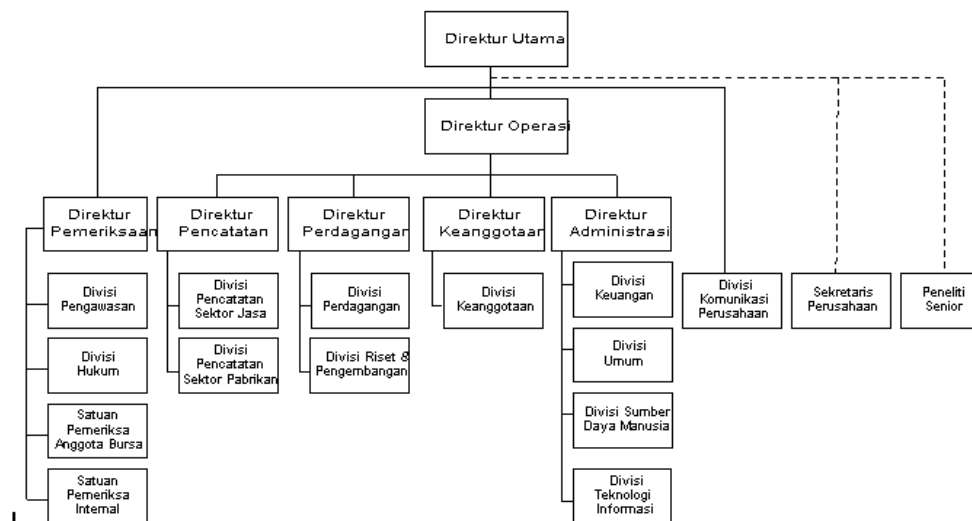 Direktur Utama
Direktur Operasi
Direktur
Pemeriksaan
Direktur
Pencatatan
Direktur
Perdagangan
Direktur
Keanggotaan
Direktur
Administrasi
Divisi
Pengawasan
Divisi
Hukum
Satuan
Pemeriksa
Anggota Bursa
Satuan
Pemeriksa
Internal
Divisi
Pencatatan
Sektor Jasa
Divisi
Pencatatan
Sektor Pabrikan
Divisi
Perdagangan
Divisi Riset &
Pengembangan
Divisi
Keanggotaan
Divisi
Keuangan
Divisi
Umum
Divisi Sumber
Daya Manusia
Divisi
Teknologi
Informasi
Divisi
Komunikasi
Perusahaan
Sekretaris
Perusahaan
Peneliti
Senior